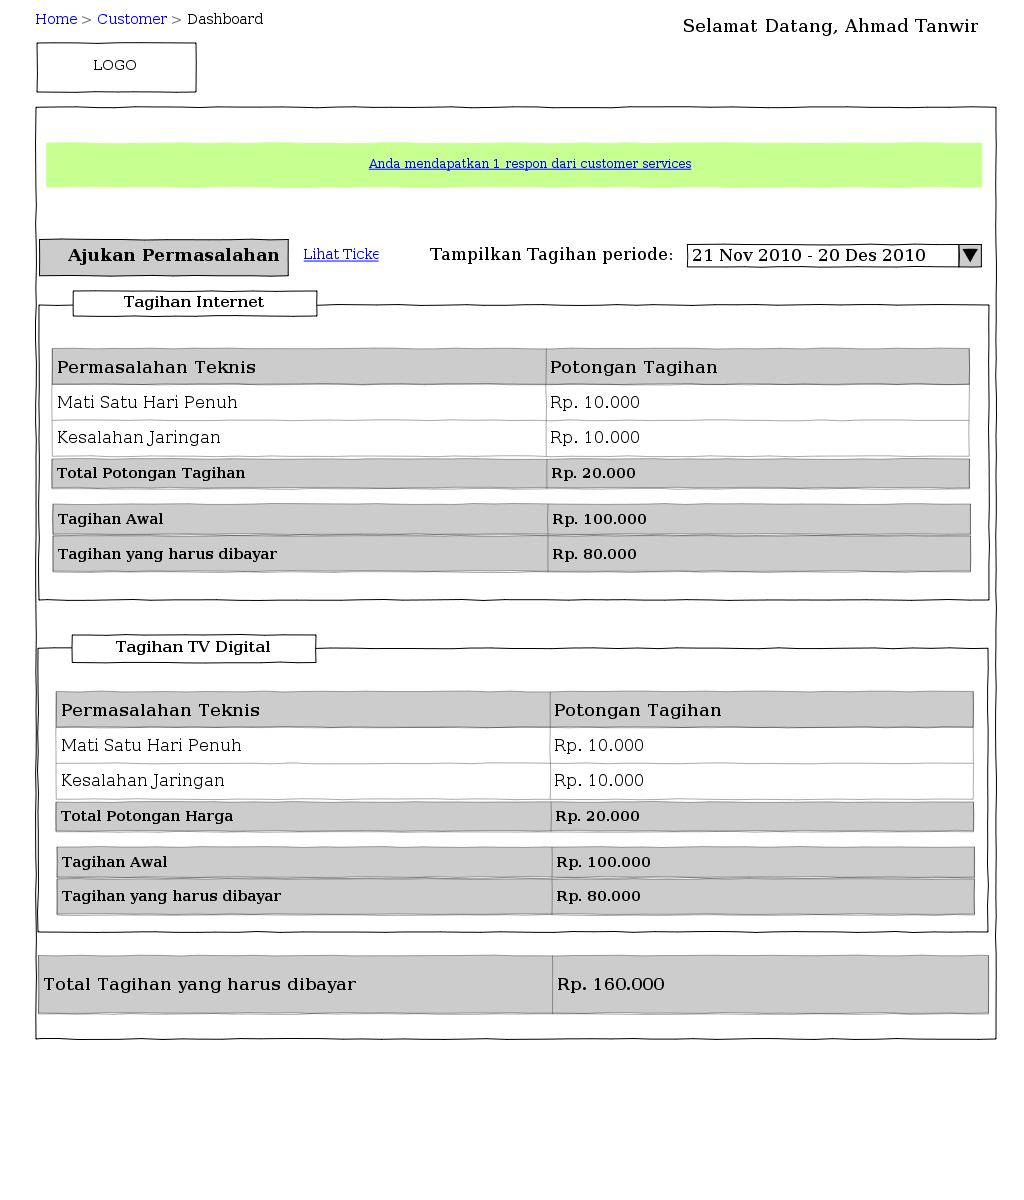 Home > Customer > Dashboard
Selamat Datang, Ahmad Tanwir
LOGO
Anda mendapatkan 1 respon dari customer services
Ajukan Permasalahan
Lihat Ticke
Tampilkan Tagihan periode:
21 Nov 2010 - 20 Des 2010
Tagihan Internet
Permasalahan Teknis Potongan Tagihan
Mati Satu Hari Penuh Rp. 10.000
Kesalahan Jaringan Rp. 10.000
Total Potongan Tagihan Rp. 20.000
Tagihan Awal Rp. 100.000
Tagihan yang harus dibayar Rp. 80.000
Tagihan TV Digital
Permasalahan Teknis Potongan Tagihan
Mati Satu Hari Penuh Rp. 10.000
Kesalahan Jaringan Rp. 10.000
Total Potongan Harga Rp. 20.000
Tagihan Awal Rp. 100.000
Tagihan yang harus dibayar Rp. 80.000
Total Tagihan yang harus dibayar Rp. 160.000